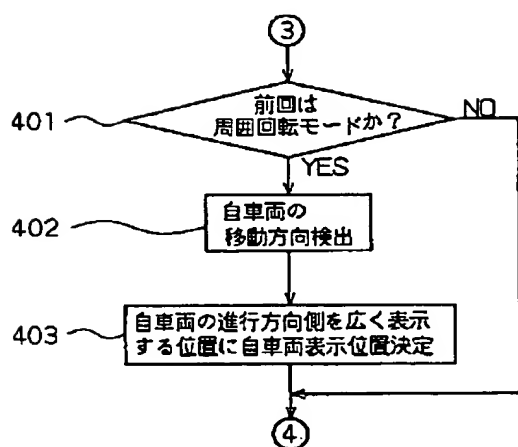 ③
401
前回は
周囲回転モードか？
NO
YES
402
自車両の
移動方向検出
403
自車両の進行方向側を広く表示
する位置に自車両表示位置決定
④